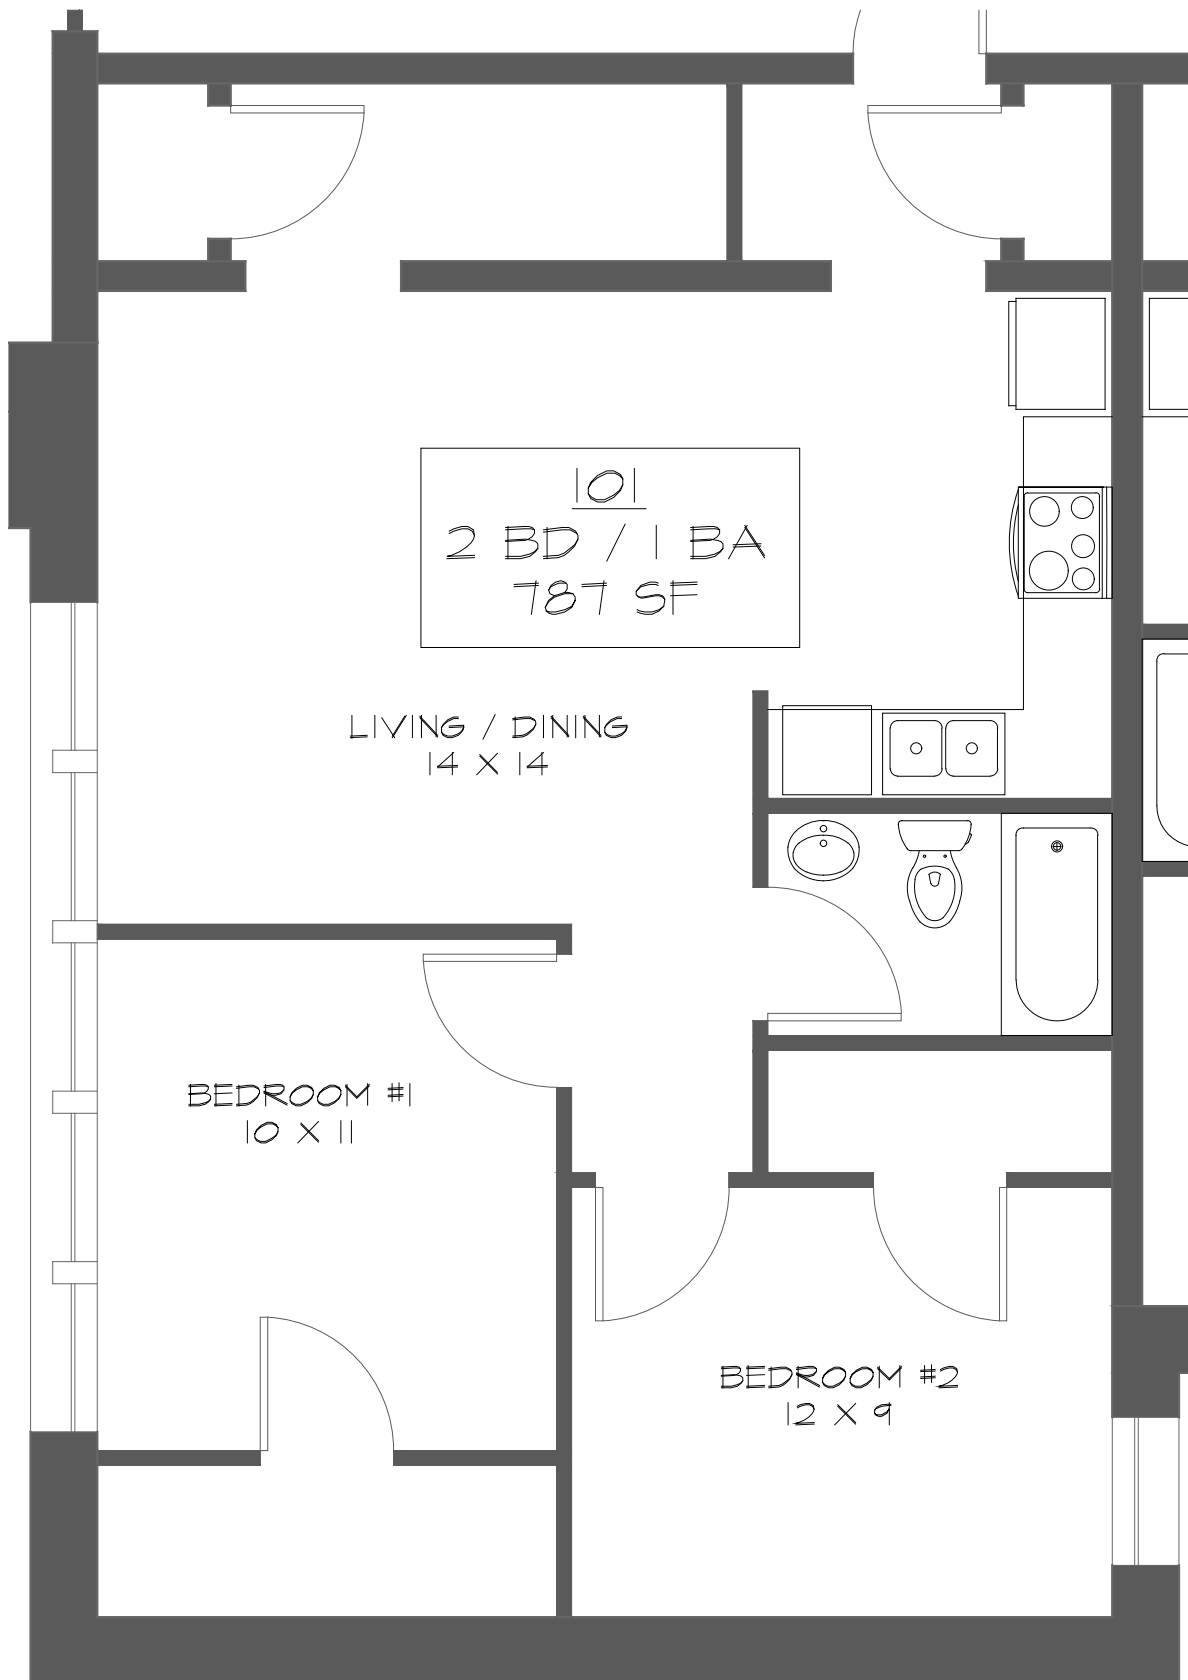 101
2 BD / 1 BA
787 SF
LIVING / DINING
14 X 14
BEDROOM #1
10 X 11
BEDROOM #2
12 X 9